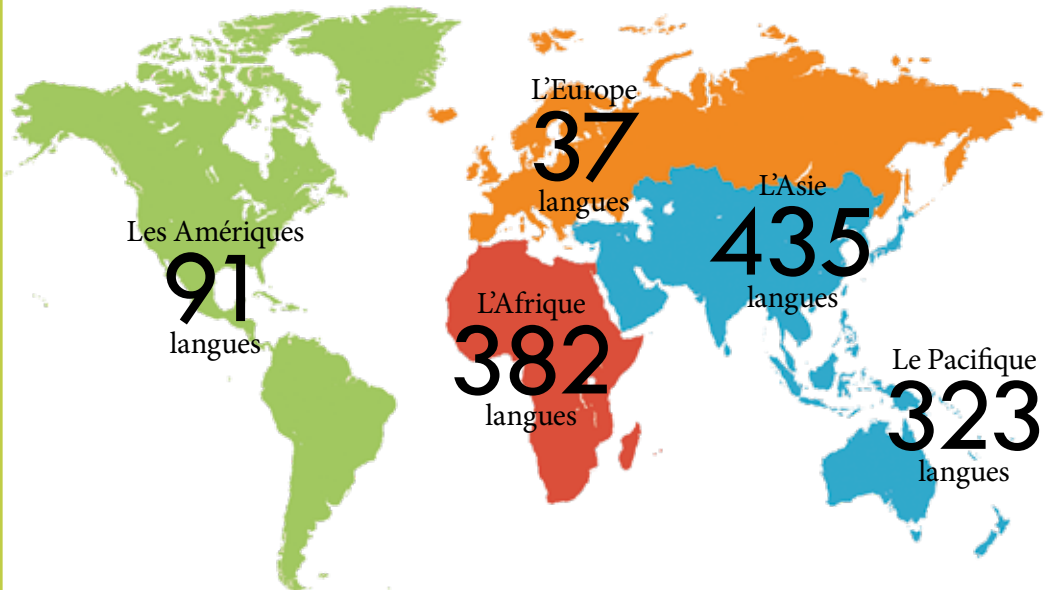 L'Europe
37
langues
L'Asie
435
langues
Les Amériques
91
langues
L'Afrique
382
langues
Le Pacifique
323
langues